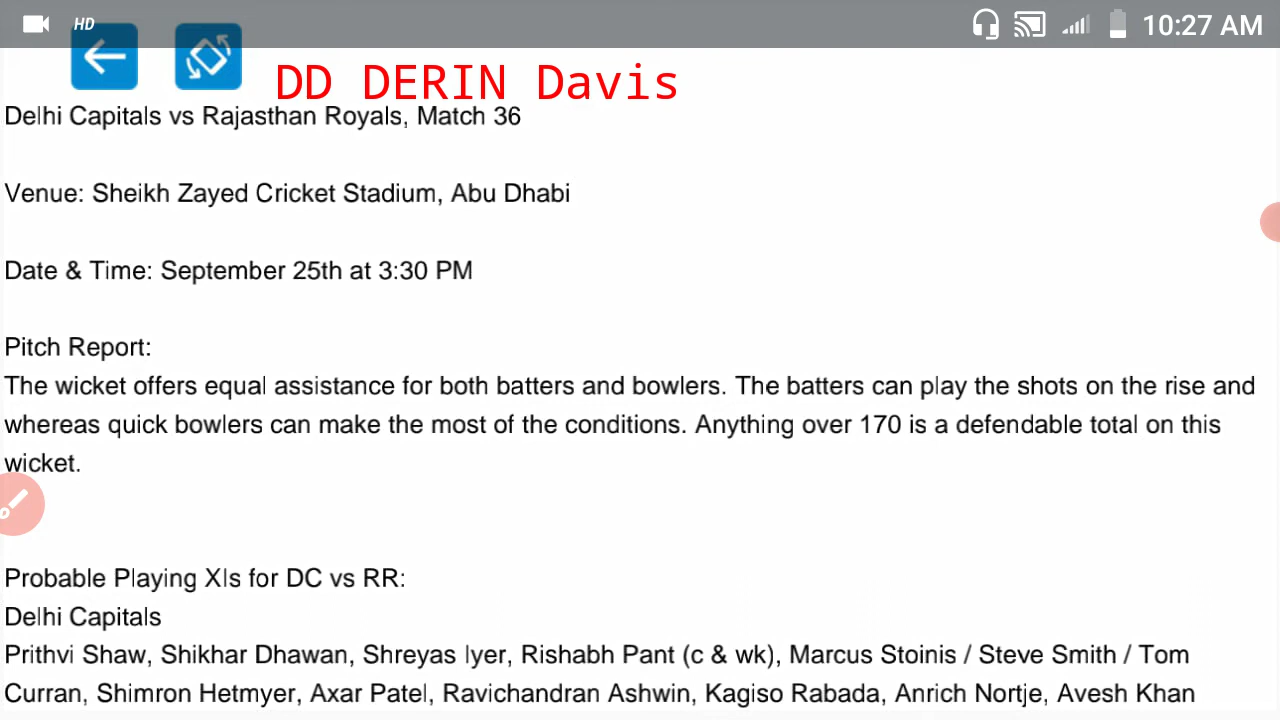 HD
10:27 AM
DD DERIN Davis
Delhi Capitals vs Rajasthan Royals, Match 36
Venue: Sheikh Zayed Cricket Stadium, Abu Dhabi
Date & Time: September 25th at 3:30 PM
Pitch Report:
The wicket offers equal assistance for both batters and bowlers. The batters can play the shots on the rise and
whereas quick bowlers can make the most of the conditions. Anything over 170 is a defendable total on this
wicket.
Probable Playing XIs for DC vs RR:
Delhi Capitals
Prithvi Shaw, Shikhar Dhawan, Shreyas Iyer, Rishabh Pant (c & wk), Marcus Stoinis / Steve Smith / Tom
Curran, Shimron Hetmyer, Axar Patel, Ravichandran Ashwin, Kagiso Rabada, Anrich Nortje, Avesh Khan